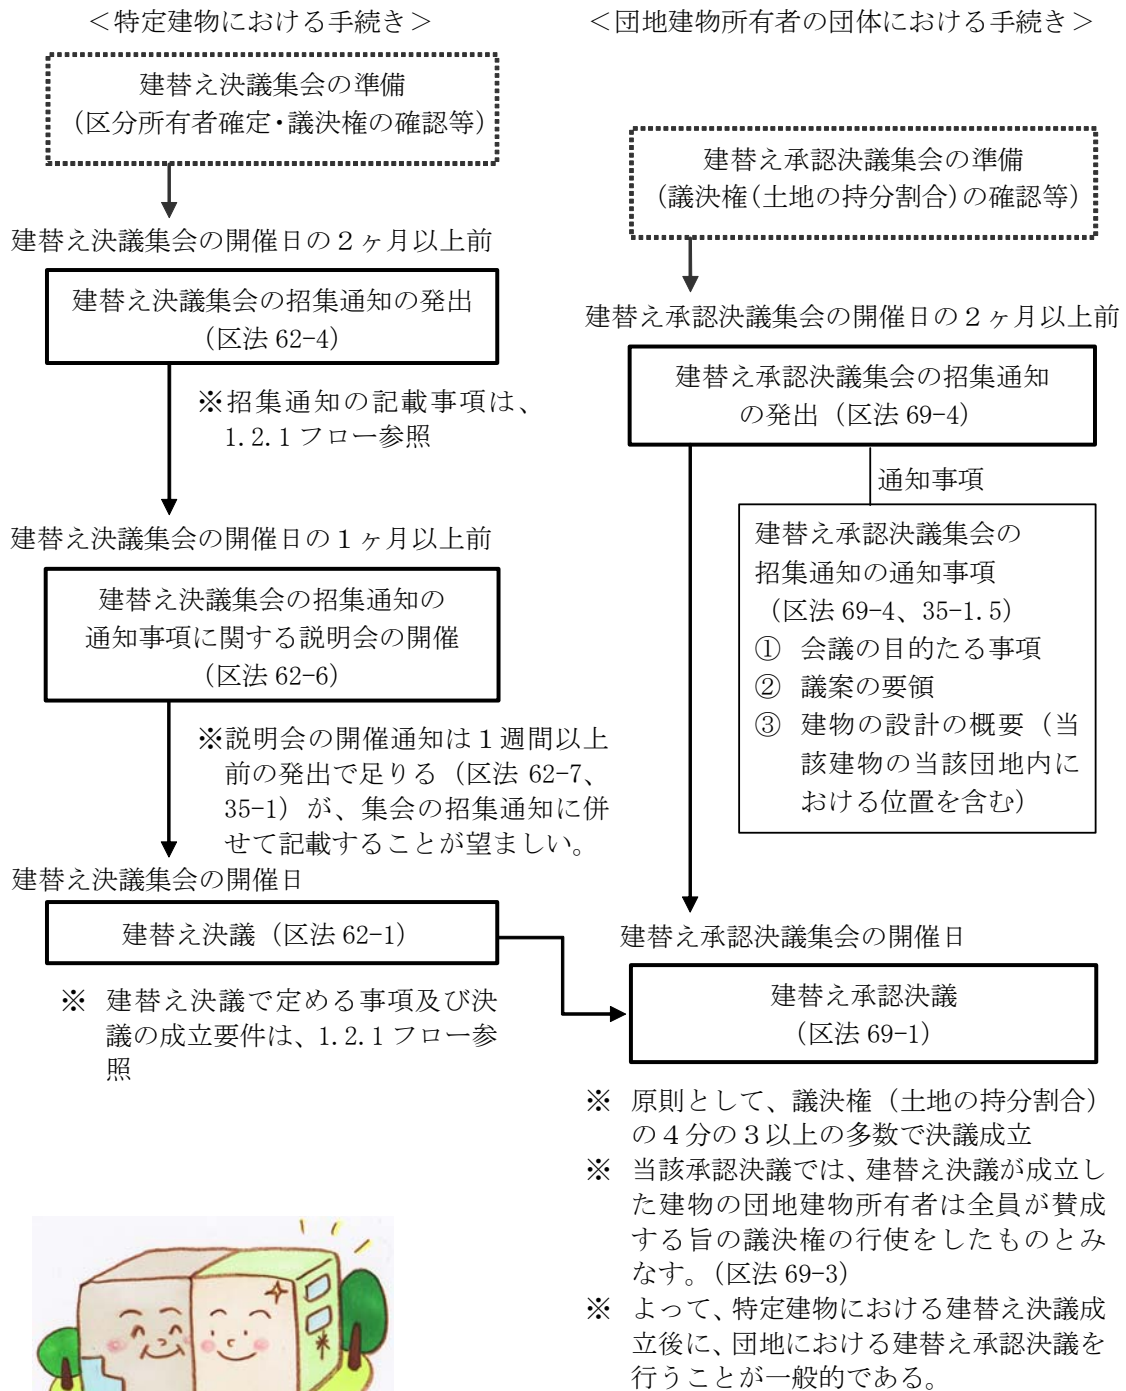 ＜特定建物における手続き＞
建替え決議集会の準備
（区分所有者確定・議決権の確認等）
建替え決議集会の開催日の２ヶ月以上前
建替え決議集会の招集通知の発出
（区法 62-4）
※招集通知の記載事項は、
1.2.1 フロー参照
建替え決議集会の開催日の１ヶ月以上前
建替え決議集会の招集通知の
通知事項に関する説明会の開催
（区法 62-6）
※説明会の開催通知は１週間以上
前の発出で足りる（区法 62-7、
35-1）が、集会の招集通知に併
せて記載することが望ましい。
建替え決議集会の開催日
建替え決議（区法 62-1）
※ 建替え決議で定める事項及び決
議の成立要件は、1.2.1 フロー参
照
＜団地建物所有者の団体における手続き＞
建替え承認決議集会の準備
（議決権（土地の持分割合）の確認等）
建替え承認決議集会の開催日の２ヶ月以上前
建替え承認決議集会の招集通知
の発出（区法 69-4）
通知事項
建替え承認決議集会の
招集通知の通知事項
（区法 69-4、35-1.5）
① 会議の目的たる事項
② 議案の要領
③ 建物の設計の概要（当
該建物の当該団地内に
おける位置を含む）
建替え承認決議集会の開催日
建替え承認決議
（区法 69-1）
※ 原則として、議決権（土地の持分割合）
の４分の３以上の多数で決議成立
※ 当該承認決議では、建替え決議が成立し
た建物の団地建物所有者は全員が賛成
する旨の議決権の行使をしたものとみ
なす。（区法 69-3）
※ よって、特定建物における建替え決議成
立後に、団地における建替え承認決議を
行うことが一般的である。